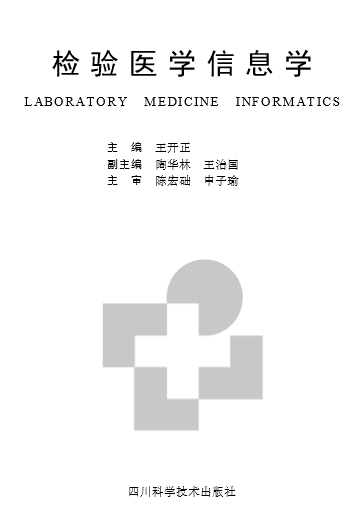 检验医学信息学
LABORATORY MEDICINE INFORMATICS
主 编 王开正
副主编 陶华林 王治国
主 审 陈宏础 申子瑜
四川科学技术出版社